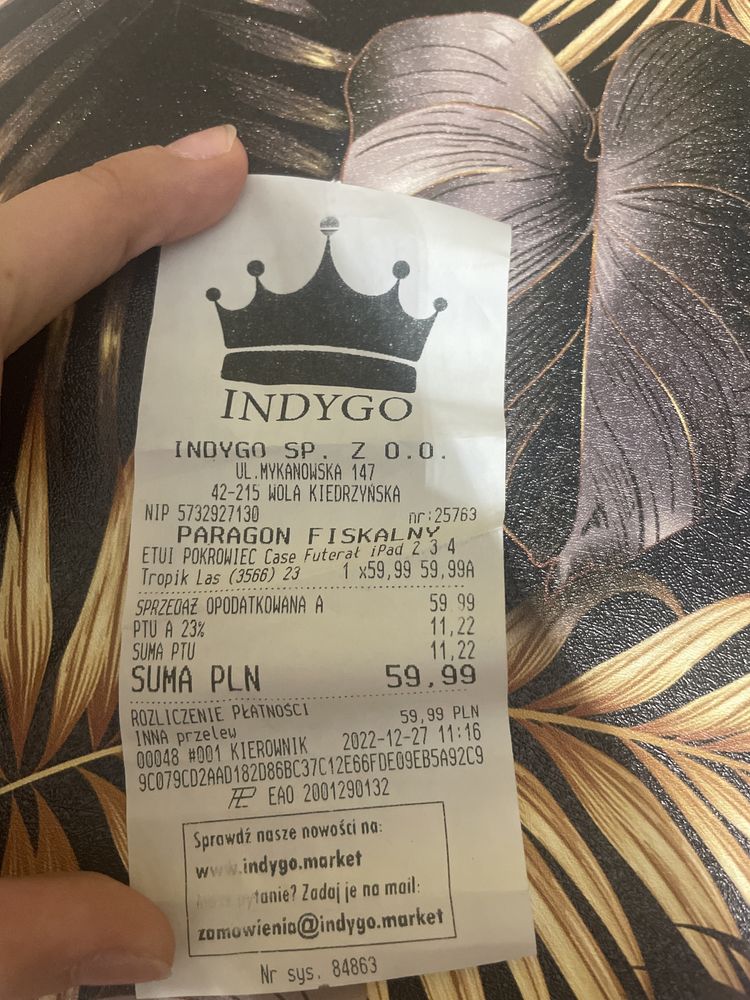 INDYGO
INDYGO SP. Z O.O.
UL.MYKANOWSKA 147
42-215 WOLA KIEDRZYŃSKA
NIP 5732927130 nr:25763
PARAGON FISKALNY
ETUI POKROWIEC Case Futerał iPad 2 3 4
Tropik Las (3566) 23 1 x59,99 59,99A
SPRZEDAŻ OPODATKOWANA A 59,99
PTU A 23% 11,22
SUMA PTU 11,22
SUMA PLN 59,99
ROZLICZENIE PŁATNOŚCI
INNA przelew 59,99 PLN
00048 #001 KIEROWNIK 2022-12-27 11:16
9C079CD2AAD182D86BC37C12E66FDE09EB5A92C9
EAO 2001290132
Sprawdź nasze nowości na:
www.indygo.market
pytanie? Zadaj je na mail:
zamowienia@indygo.market
Nr sys. 84863